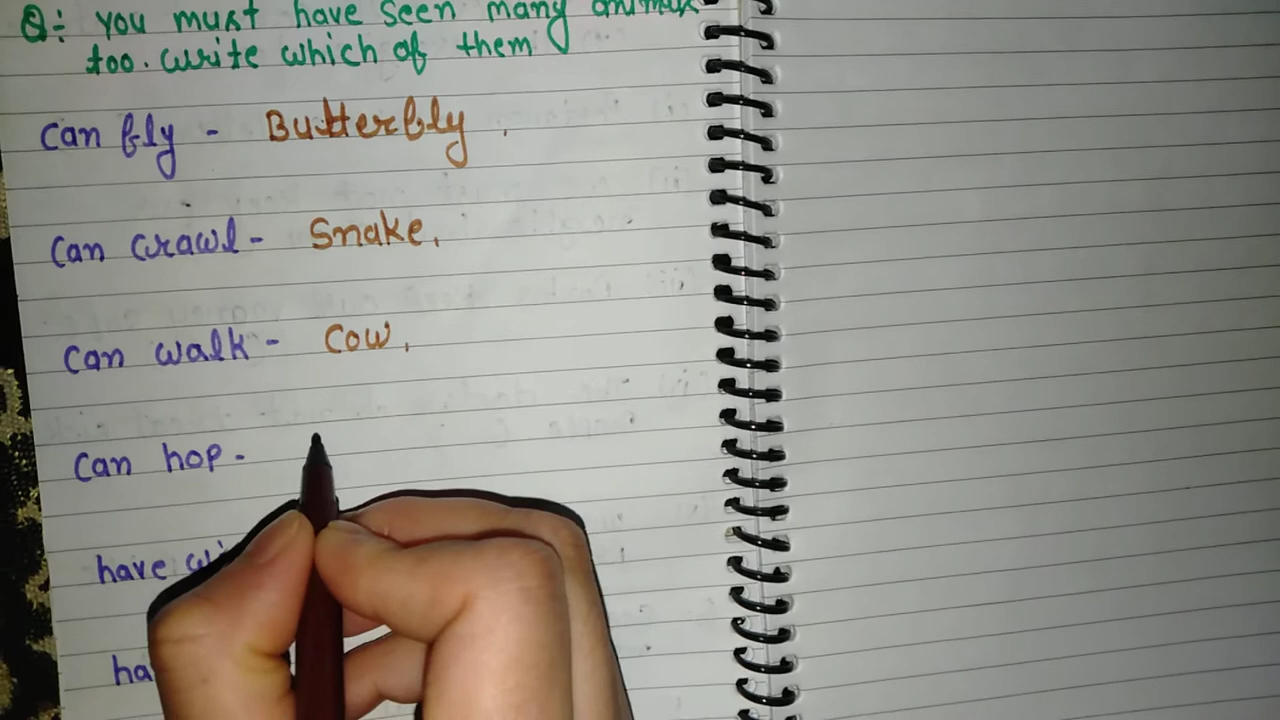 Q:- You must have seen many animals
too. write which of them
can fly - Butterfly.
can crawl - Snake.
can walk - Cow.
can hop -
have